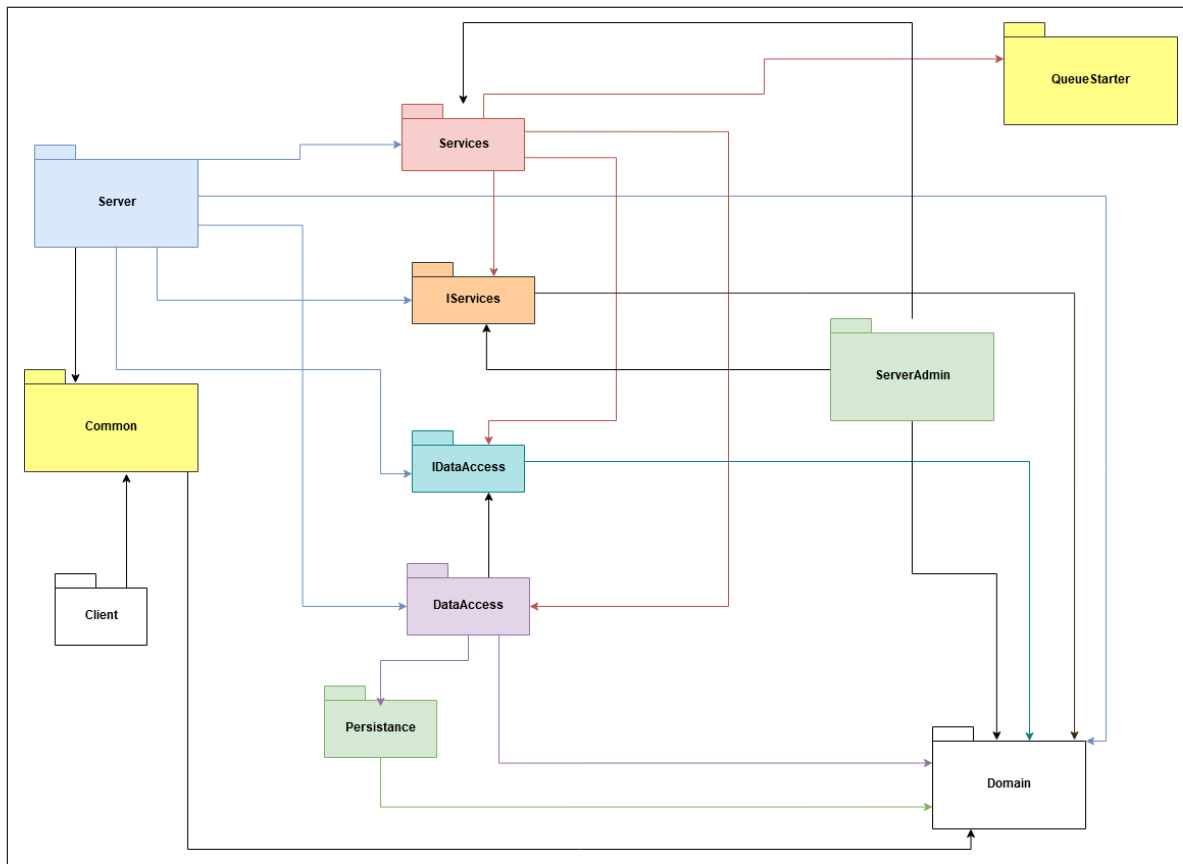 QueueStarter
Services
Server
IServices
ServerAdmin
Common
IDataAccess
DataAccess
Client
Persistance
Domain